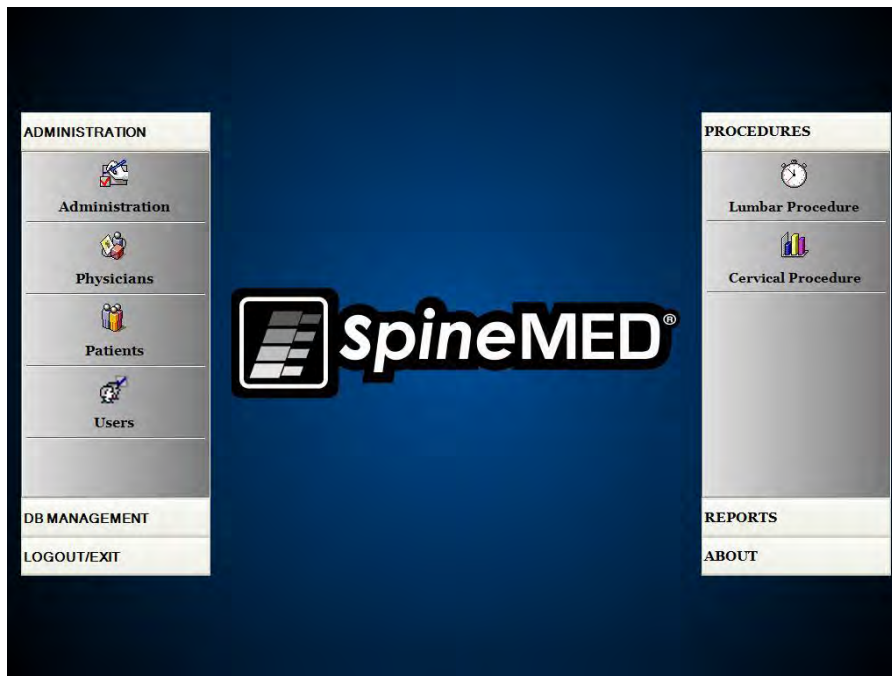 ADMINISTRATION
Administration
Physicians
Patients
Users
DB MANAGEMENT
LOGOUT/EXIT
SpineMED®
PROCEDURES
Lumbar Procedure
Cervical Procedure
REPORTS
ABOUT